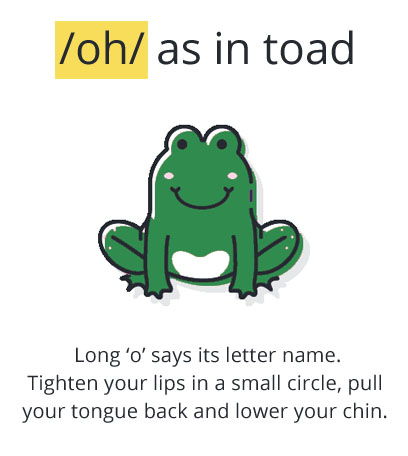 /oh/ as in toad
Long ‘o’ says its letter name.
Tighten your lips in a small circle, pull
your tongue back and lower your chin.